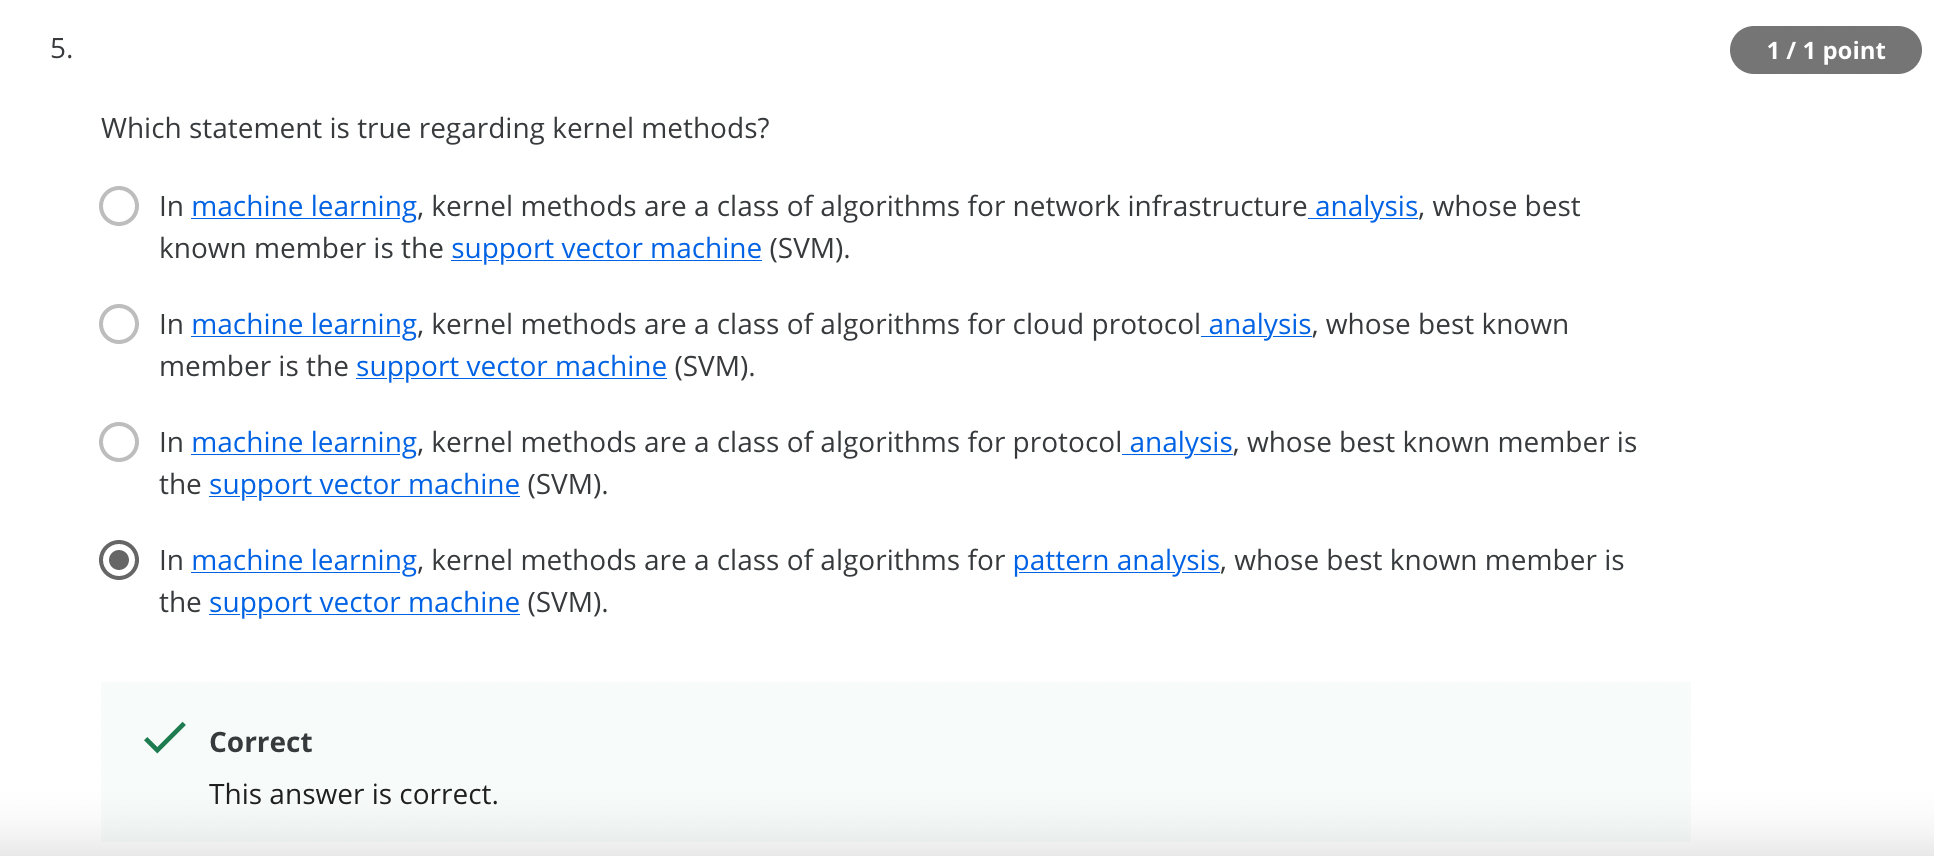 5.
1 / 1 point
Which statement is true regarding kernel methods?
In machine learning, kernel methods are a class of algorithms for network infrastructure analysis, whose best
known member is the support vector machine (SVM).
In machine learning, kernel methods are a class of algorithms for cloud protocol analysis, whose best known
member is the support vector machine (SVM).
In machine learning, kernel methods are a class of algorithms for protocol analysis, whose best known member is
the support vector machine (SVM).
In machine learning, kernel methods are a class of algorithms for pattern analysis, whose best known member is
the support vector machine (SVM).
Correct
This answer is correct.